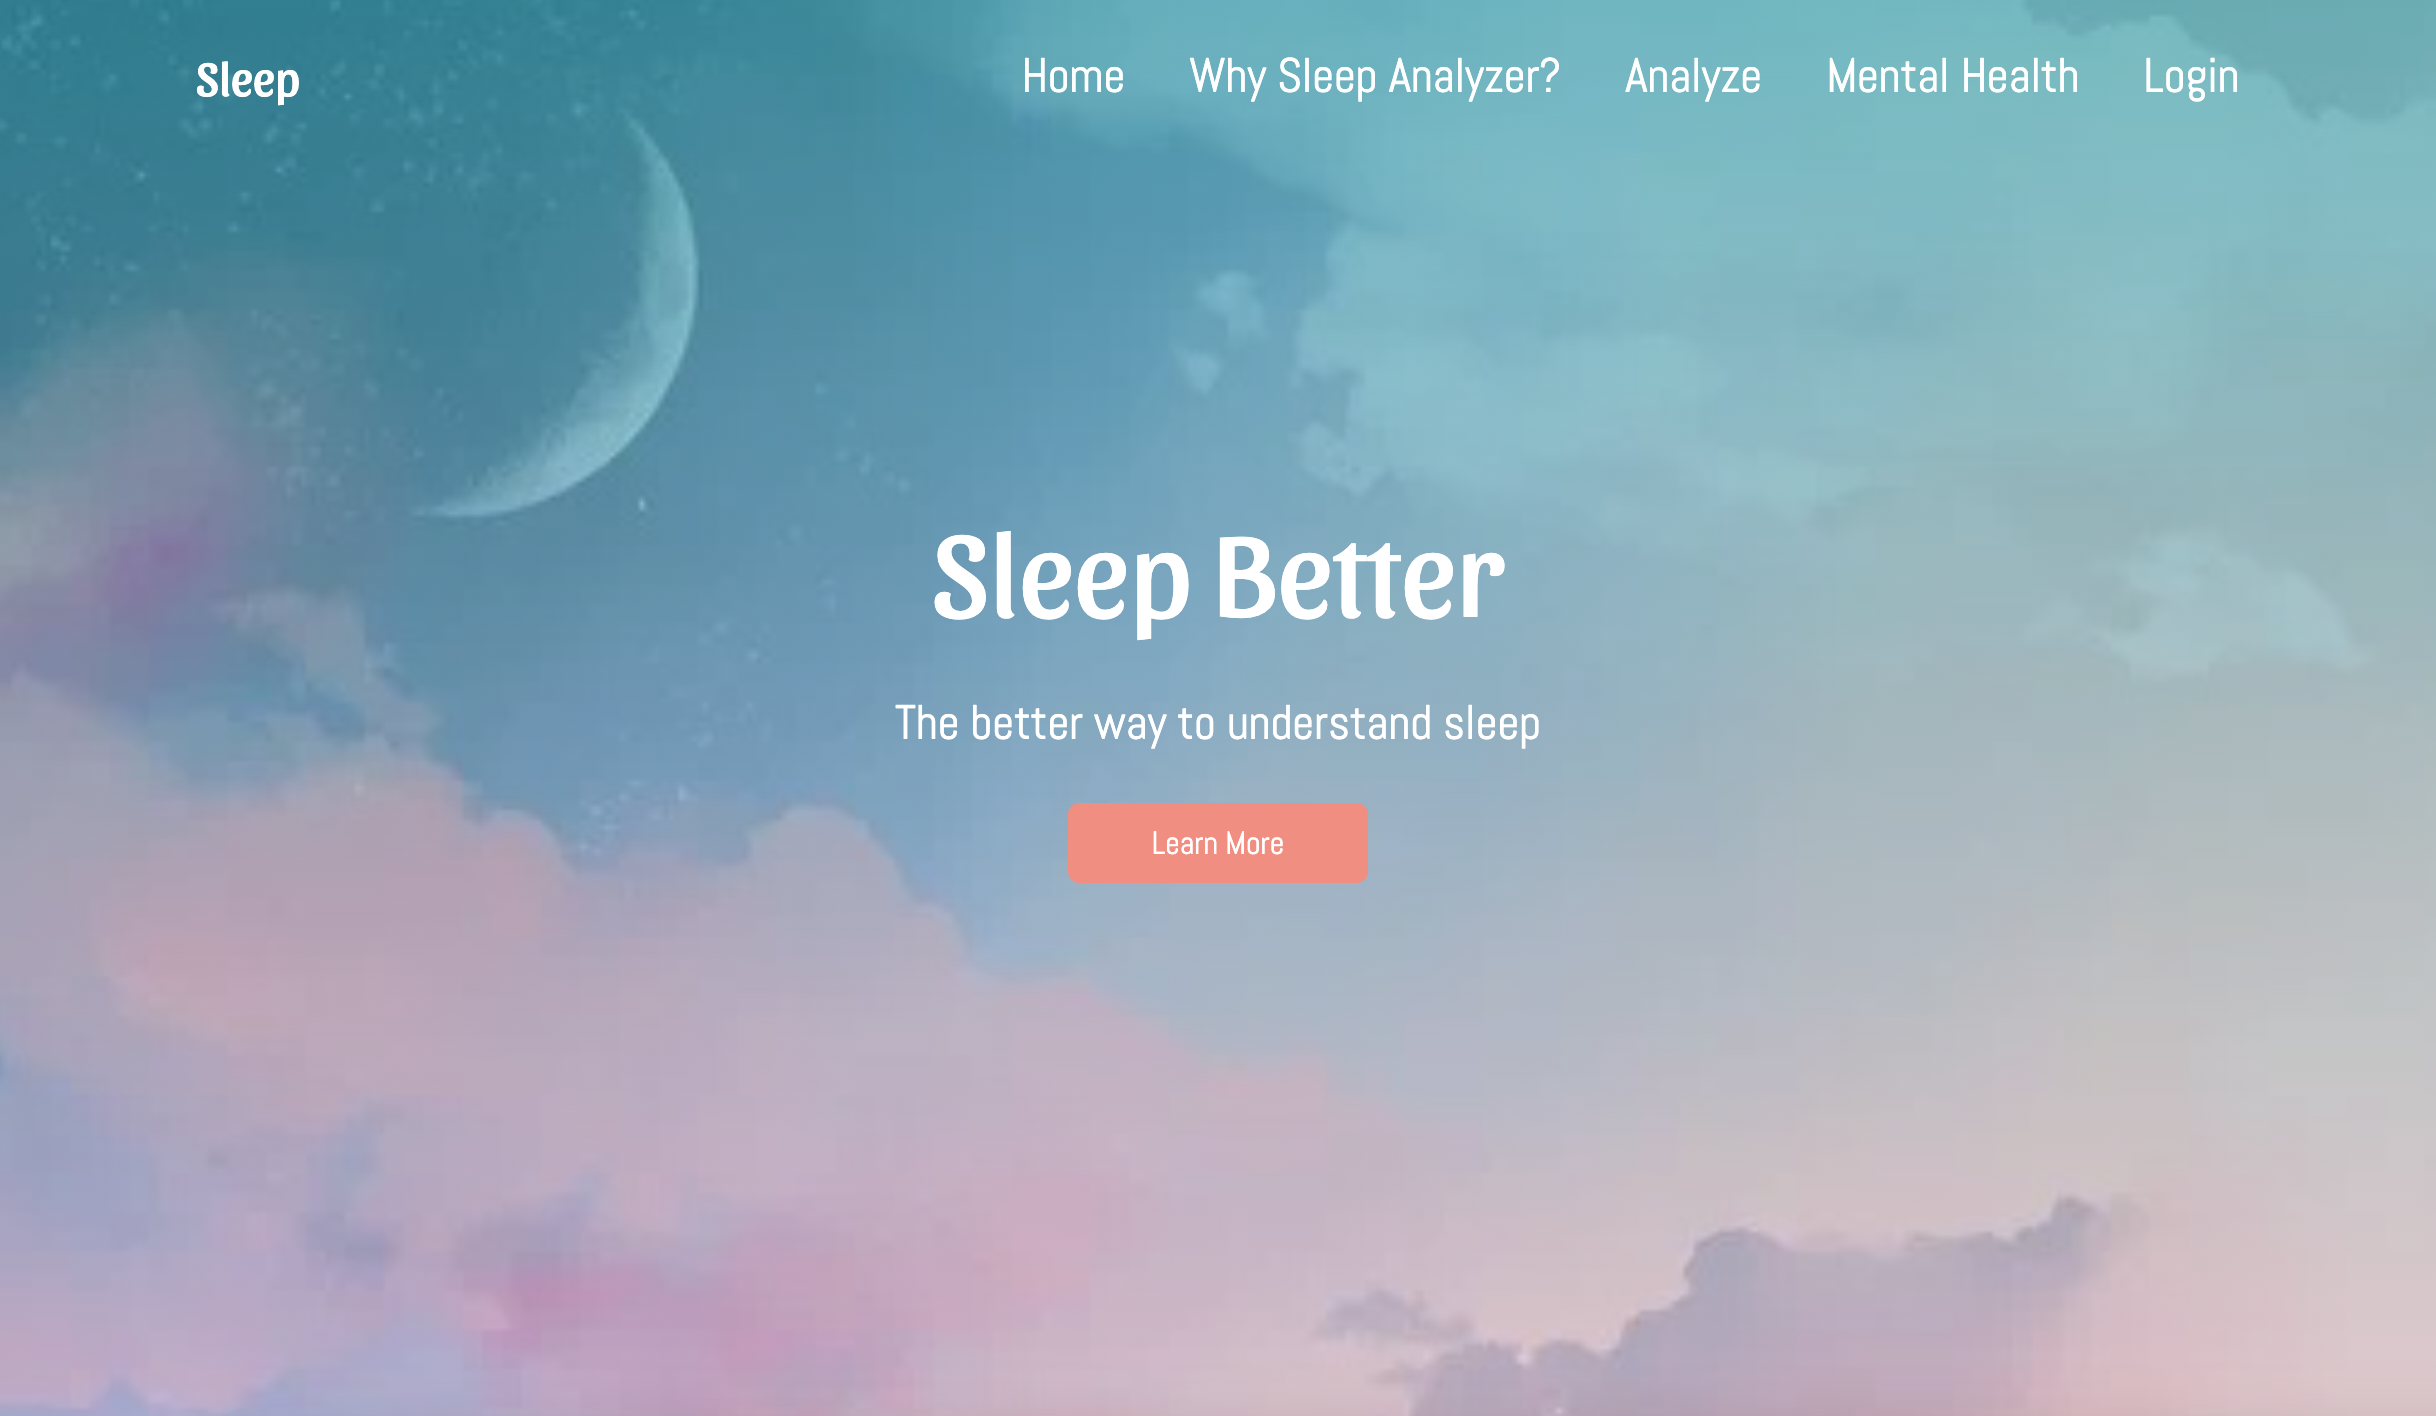 Sleep
Home Why Sleep Analyzer? Analyze Mental Health Login
Sleep Better
The better way to understand sleep
Learn More